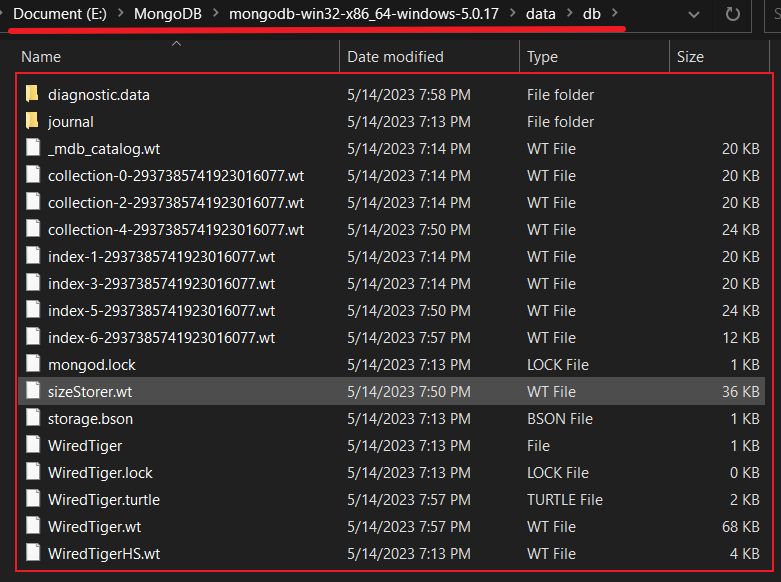 Document (E:) > MongoDB > mongodb-win32-x86_64-windows-5.0.17 > data > db >
Name Date modified Type Size
diagnostic.data 5/14/2023 7:58 PM File folder
journal 5/14/2023 7:13 PM File folder
_mdb_catalog.wt 5/14/2023 7:14 PM WT File 20 KB
collection-0-2937385741923016077.wt 5/14/2023 7:14 PM WT File 20 KB
collection-2-2937385741923016077.wt 5/14/2023 7:14 PM WT File 20 KB
collection-4-2937385741923016077.wt 5/14/2023 7:50 PM WT File 24 KB
index-1-2937385741923016077.wt 5/14/2023 7:14 PM WT File 20 KB
index-3-2937385741923016077.wt 5/14/2023 7:14 PM WT File 20 KB
index-5-2937385741923016077.wt 5/14/2023 7:50 PM WT File 24 KB
index-6-2937385741923016077.wt 5/14/2023 7:57 PM WT File 12 KB
mongod.lock 5/14/2023 7:13 PM LOCK File 1 KB
sizeStorer.wt 5/14/2023 7:50 PM WT File 36 KB
storage.bson 5/14/2023 7:13 PM BSON File 1 KB
WiredTiger 5/14/2023 7:13 PM File 1 KB
WiredTiger.lock 5/14/2023 7:13 PM LOCK File 0 KB
WiredTiger.turtle 5/14/2023 7:57 PM TURTLE File 2 KB
WiredTiger.wt 5/14/2023 7:57 PM WT File 68 KB
WiredTigerHS.wt 5/14/2023 7:13 PM WT File 4 KB